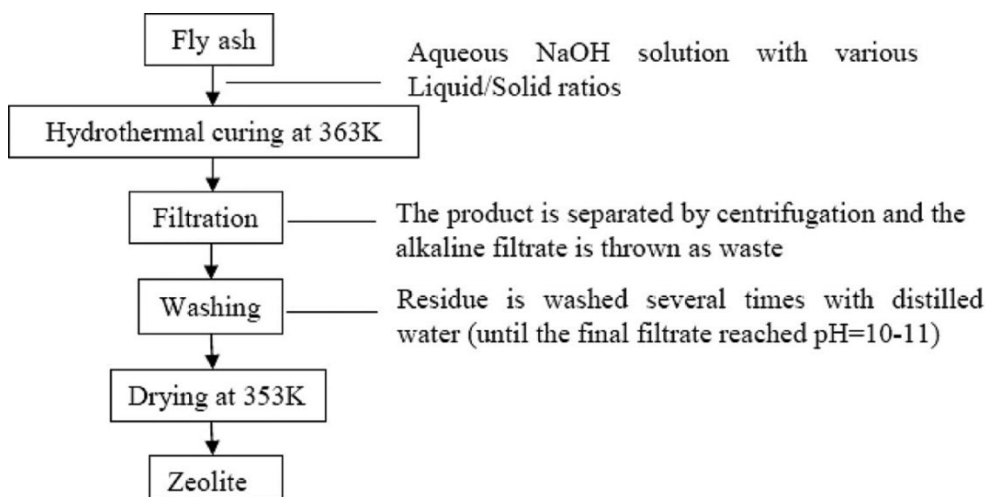 Fly ash
Aqueous NaOH solution with various
Liquid/Solid ratios
Hydrothermal curing at 363K
Filtration
The product is separated by centrifugation and the
alkaline filtrate is thrown as waste
Washing
Residue is washed several times with distilled
water (until the final filtrate reached pH=10-11)
Drying at 353K
Zeolite